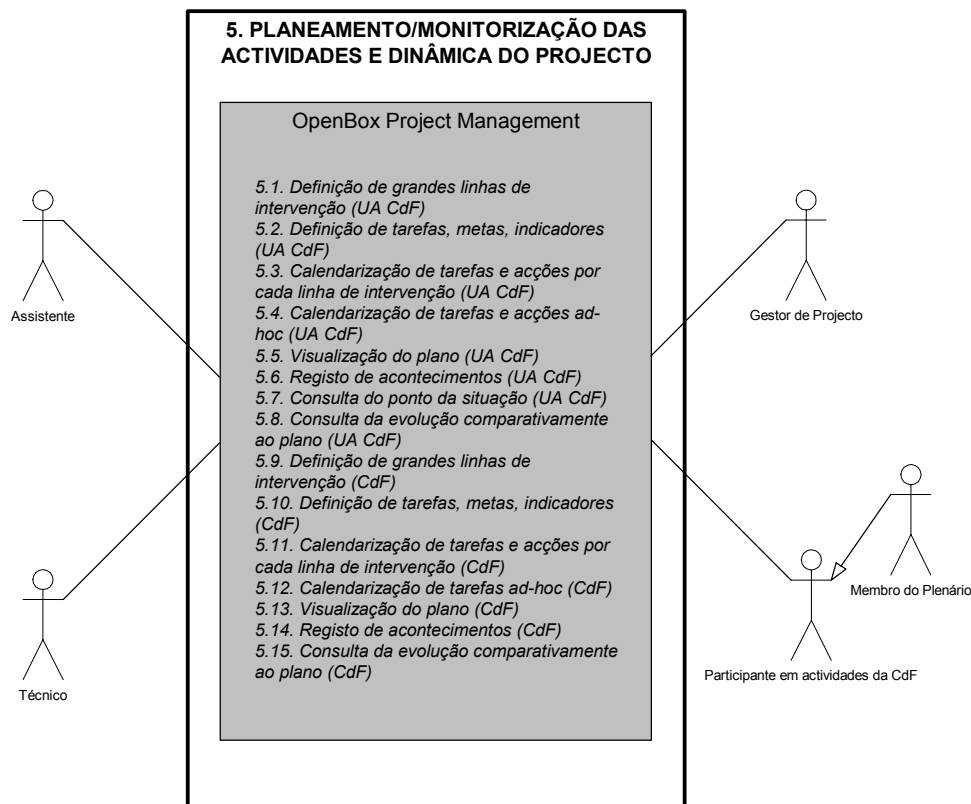 5. PLANEAMENTO/MONITORIZAÇÃO DAS
ACTIVIDADES E DINÂMICA DO PROJECTO
OpenBox Project Management
5.1. Definição de grandes linhas de
intervenção (UA CdF)
5.2. Definição de tarefas, metas, indicadores
(UA CdF)
5.3. Calendarização de tarefas e acções por
cada linha de intervenção (UA CdF)
5.4. Calendarização de tarefas e acções ad-
hoc (UA CdF)
5.5. Visualização do plano (UA CdF)
5.6. Registo de acontecimentos (UA CdF)
5.7. Consulta do ponto da situação (UA CdF)
5.8. Consulta da evolução comparativamente
ao plano (UA CdF)
5.9. Definição de grandes linhas de
intervenção (CdF)
5.10. Definição de tarefas, metas, indicadores
(CdF)
5.11. Calendarização de tarefas e acções por
cada linha de intervenção (CdF)
5.12. Calendarização de tarefas ad-hoc (CdF)
5.13. Visualização do plano (CdF)
5.14. Registo de acontecimentos (CdF)
5.15. Consulta da evolução comparativamente
ao plano (CdF)
Assistente
Técnico
Gestor de Projecto
Membro do Plenário
Participante em actividades da CdF